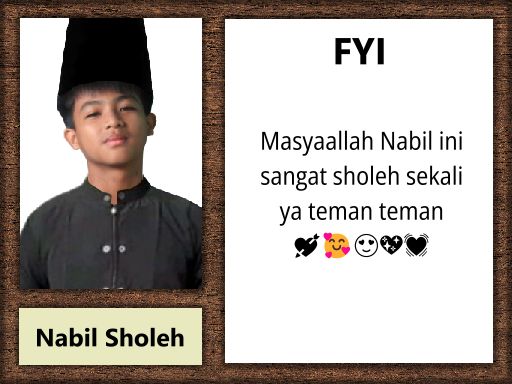 FYI
Masyaallah Nabil ini
sangat sholeh sekali
ya teman teman
💘🥰😍💖💓
Nabil Sholeh